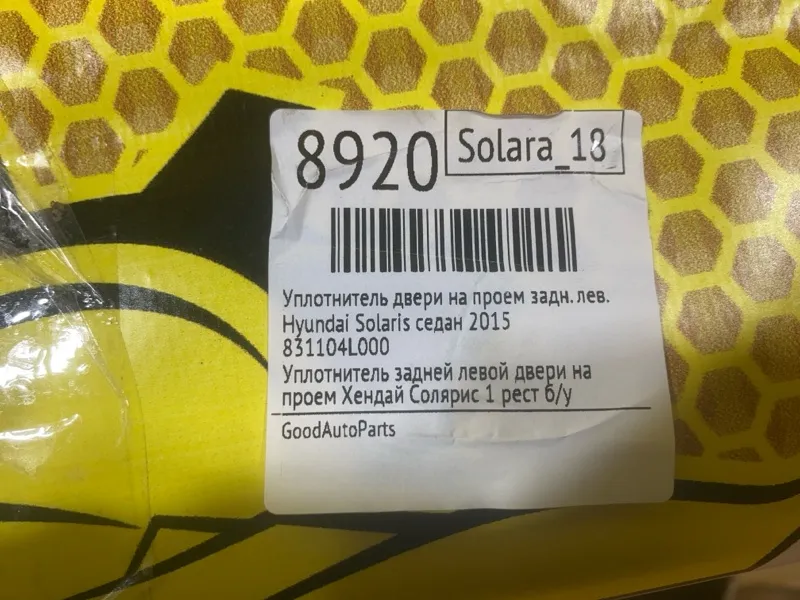 8920
Solara_18
Уплотнитель двери на проем задн. лев.
Hyundai Solaris седан 2015
831104L000
Уплотнитель задней левой двери на
проем Хендай Солярис 1 рест б/у
GoodAutoParts